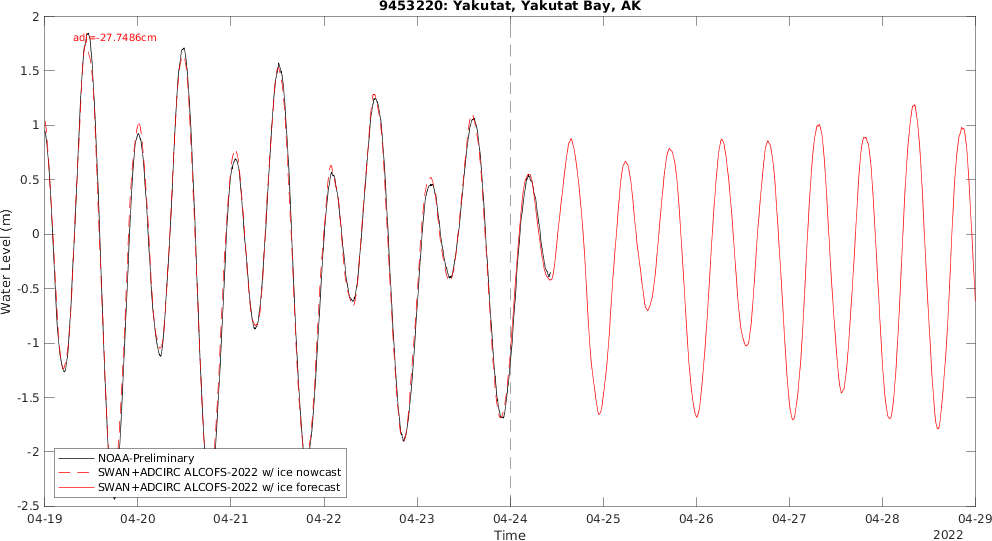 9453220: Yakutat, Yakutat Bay, AK
adj=-27.7486cm
Water Level (m)
2
1.5
1
0.5
0
-0.5
-1
-1.5
-2
-2.5
NOAA-Preliminary
SWAN+ADCIRC ALCOFS-2022 w/ ice nowcast
SWAN+ADCIRC ALCOFS-2022 w/ ice forecast
04-19 04-20 04-21 04-22 04-23 04-24 04-25 04-26 04-27 04-28 04-29
Time
2022